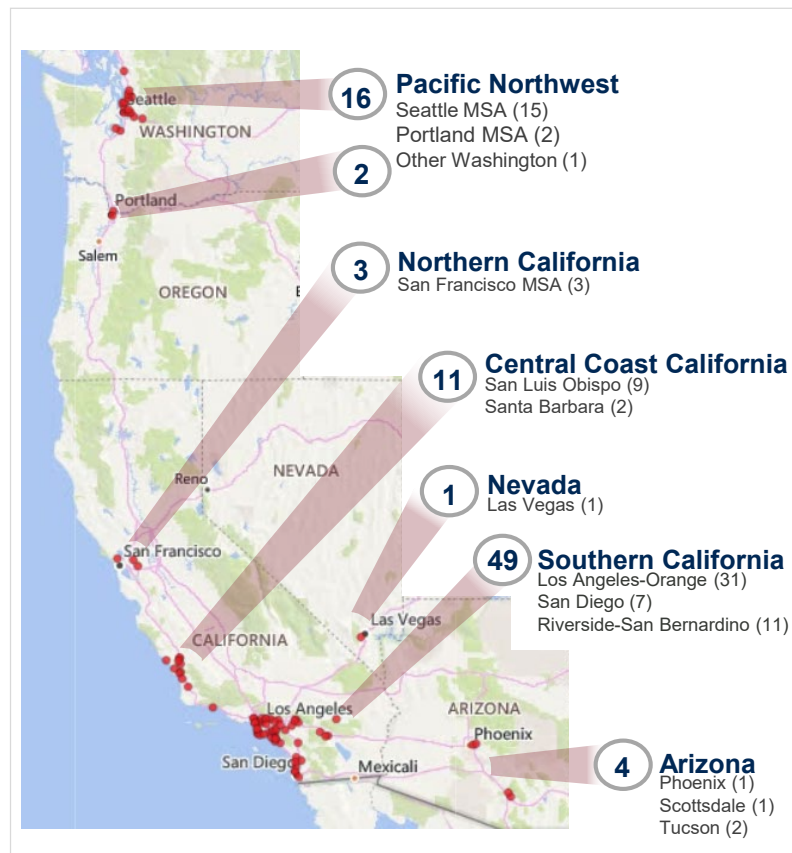 16
Pacific Northwest
Seattle MSA (15)
Portland MSA (2)
Other Washington (1)
2
3
Northern California
San Francisco MSA (3)
11
Central Coast California
San Luis Obispo (9)
Santa Barbara (2)
1
Nevada
Las Vegas (1)
49
Southern California
Los Angeles-Orange (31)
San Diego (7)
Riverside-San Bernardino (11)
4
Arizona
Phoenix (1)
Scottsdale (1)
Tucson (2)
Seattle
WASHINGTON
Portland
Salem
OREGON
Reno
NEVADA
San Francisco
Las Vegas
CALIFORNIA
Los Angeles
ARIZONA
Phoenix
San Diego
Mexicali